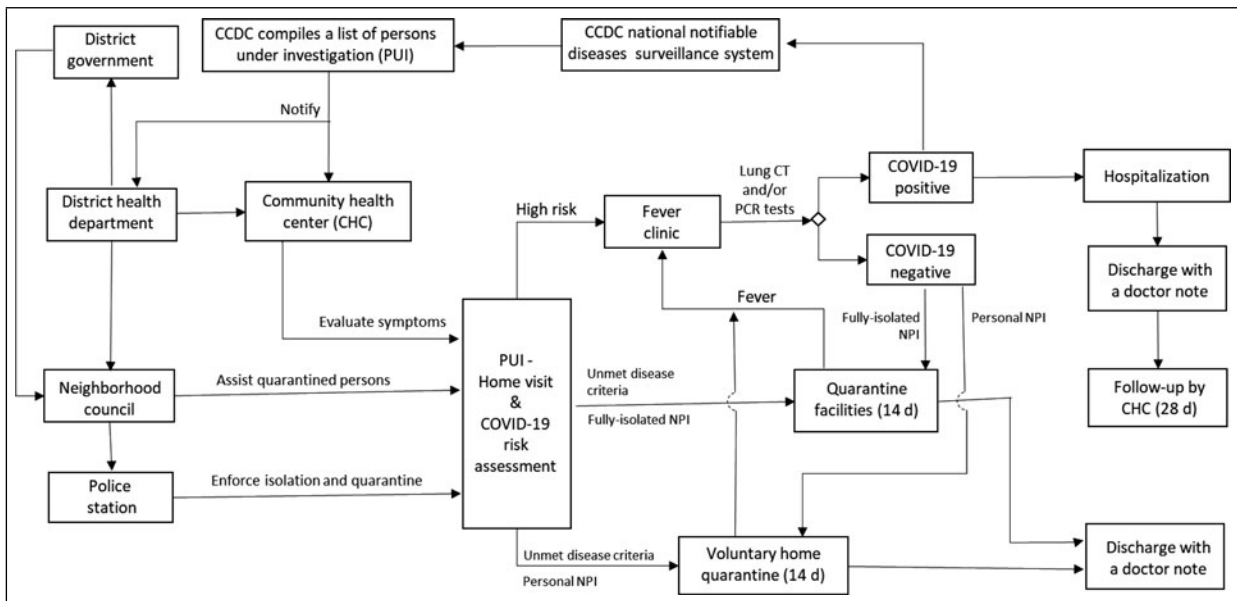 District
government
CCDC compiles a list of persons
under investigation (PUI)
CCDC national notifiable
diseases surveillance system
Notify
District health
department
Community health
center (CHC)
High risk
Fever
clinic
Lung CT
and/or
PCR tests
COVID-19
positive
Hospitalization
COVID-19
negative
Discharge with
a doctor note
Fever
Fully-isolated
NPI
Personal NPI
Evaluate symptoms
PUI -
Home visit
&
COVID-19
risk
assessment
Neighborhood
council
Assist quarantined persons
Unmet disease
criteria
Fully-isolated NPI
Quarantine
facilities (14 d)
Follow-up by
CHC (28 d)
Police
station
Enforce isolation and quarantine
Unmet disease criteria
Personal NPI
Voluntary home
quarantine (14 d)
Discharge with
a doctor note